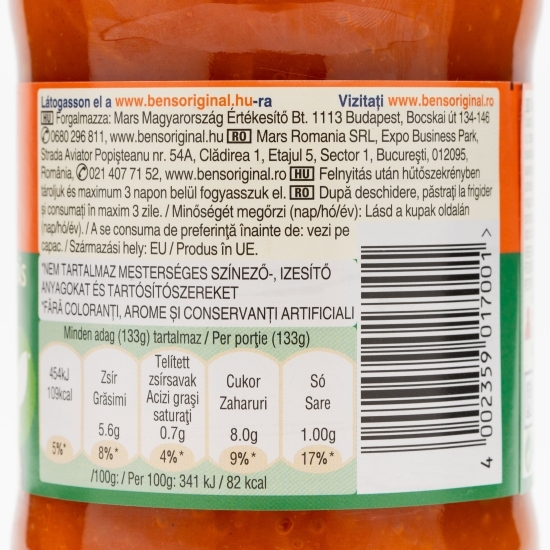 Látogasson el a www.bensoriginal.hu-ra Vizitați www.bensoriginal.ro
HU Forgalmazza: Mars Magyarország Értékesítő Bt. 1113 Budapest, Bocskai út 134-146
0680 296 811, www.bensoriginal.hu RO Mars Romania SRL, Expo Business Park,
Strada Aviator Popișteanu nr. 54A, Clădirea 1, Etajul 5, Sector 1, București, 012095,
România, 021 407 71 52, www.bensoriginal.ro HU Felnyitás után hűtőszekrényben
tároljuk és maximum 3 napon belül fogyasszuk el. RO După deschidere, păstrați la frigider
și consumați în maxim 3 zile. / Minőségét megőrzi (nap/hó/év): Lásd a kupak oldalán
(nap/hó/év). / A se consuma de preferință înainte de: vezi pe
capac. / Származási hely: EU / Produs în UE.
*NEM TARTALMAZ MESTERSÉGES SZÍNEZŐ-, IZESÍTŐ
ANYAGOKAT ÉS TARTÓSÍTÓSZEREKET
*FĂRĂ COLORANȚI, AROME ȘI CONSERVANȚI ARTIFICIALI
Minden adag (133g) tartalmaz / Per portie (133g)
454kJ
109kcal
5%*
Zsír
Grăsimi
5.6g
8%*
Telített
zsírsavak
Acizi grași
saturați
0.7g
4%*
Cukor
Zaharuri
8.0g
9%*
Só
Sare
1.00g
17%*
/100g: / Per 100g: 341 kJ / 82 kcal
4 002359 017001 >